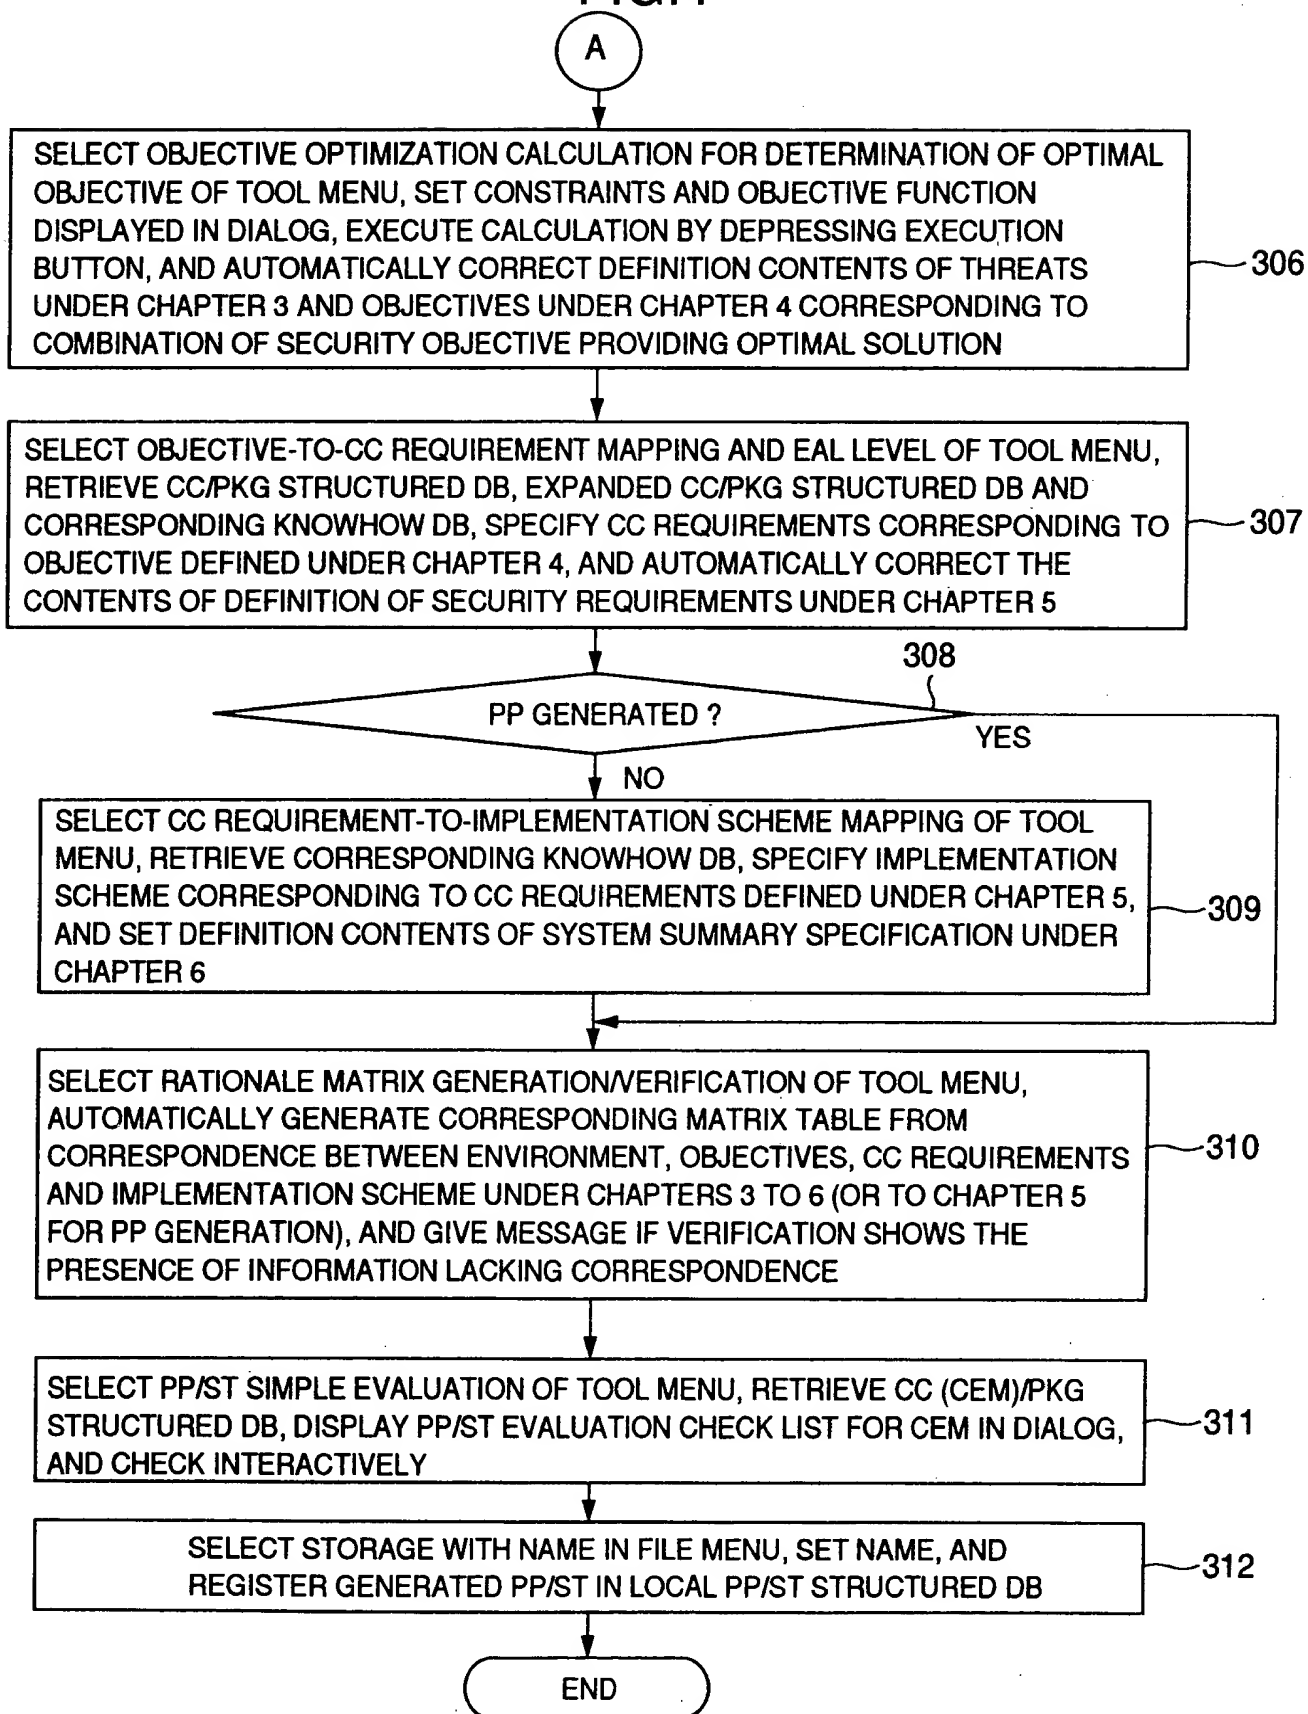 A
SELECT OBJECTIVE OPTIMIZATION CALCULATION FOR DETERMINATION OF OPTIMAL
OBJECTIVE OF TOOL MENU, SET CONSTRAINTS AND OBJECTIVE FUNCTION
DISPLAYED IN DIALOG, EXECUTE CALCULATION BY DEPRESSING EXECUTION
BUTTON, AND AUTOMATICALLY CORRECT DEFINITION CONTENTS OF THREATS
UNDER CHAPTER 3 AND OBJECTIVES UNDER CHAPTER 4 CORRESPONDING TO
COMBINATION OF SECURITY OBJECTIVE PROVIDING OPTIMAL SOLUTION
306
SELECT OBJECTIVE-TO-CC REQUIREMENT MAPPING AND EAL LEVEL OF TOOL MENU,
RETRIEVE CC/PKG STRUCTURED DB, EXPANDED CC/PKG STRUCTURED DB AND
CORRESPONDING KNOWHOW DB, SPECIFY CC REQUIREMENTS CORRESPONDING TO
OBJECTIVE DEFINED UNDER CHAPTER 4, AND AUTOMATICALLY CORRECT THE
CONTENTS OF DEFINITION OF SECURITY REQUIREMENTS UNDER CHAPTER 5
307
308
PP GENERATED ?
YES
NO
SELECT CC REQUIREMENT-TO-IMPLEMENTATION SCHEME MAPPING OF TOOL
MENU, RETRIEVE CORRESPONDING KNOWHOW DB, SPECIFY IMPLEMENTATION
SCHEME CORRESPONDING TO CC REQUIREMENTS DEFINED UNDER CHAPTER 5,
AND SET DEFINITION CONTENTS OF SYSTEM SUMMARY SPECIFICATION UNDER
CHAPTER 6
309
SELECT RATIONALE MATRIX GENERATION/VERIFICATION OF TOOL MENU,
AUTOMATICALLY GENERATE CORRESPONDING MATRIX TABLE FROM
CORRESPONDENCE BETWEEN ENVIRONMENT, OBJECTIVES, CC REQUIREMENTS
AND IMPLEMENTATION SCHEME UNDER CHAPTERS 3 TO 6 (OR TO CHAPTER 5
FOR PP GENERATION), AND GIVE MESSAGE IF VERIFICATION SHOWS THE
PRESENCE OF INFORMATION LACKING CORRESPONDENCE
310
SELECT PP/ST SIMPLE EVALUATION OF TOOL MENU, RETRIEVE CC (CEM)/PKG
STRUCTURED DB, DISPLAY PP/ST EVALUATION CHECK LIST FOR CEM IN DIALOG,
AND CHECK INTERACTIVELY
311
SELECT STORAGE WITH NAME IN FILE MENU, SET NAME, AND
REGISTER GENERATED PP/ST IN LOCAL PP/ST STRUCTURED DB
312
END